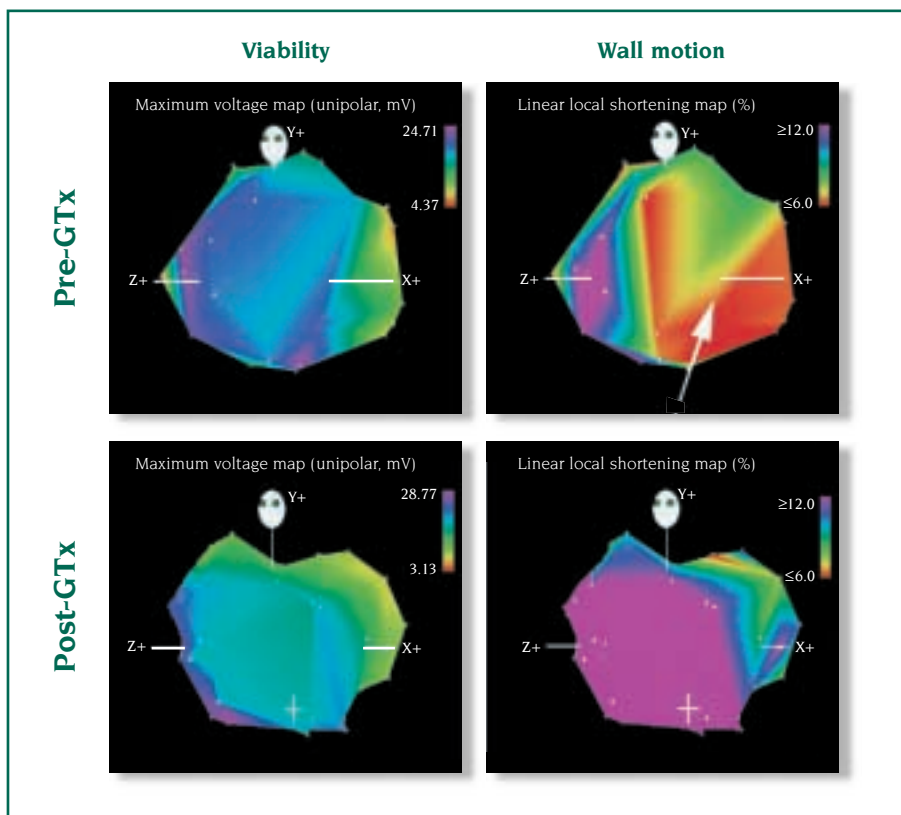 Viability
Wall motion
Pre-GTx
Maximum voltage map (unipolar, mV)
24.71
4.37
Y+
Z+
X+
Linear local shortening map (%)
≥12.0
≤6.0
Y+
Z+
X+
Post-GTx
Maximum voltage map (unipolar, mV)
28.77
3.13
Y+
Z+
X+
Linear local shortening map (%)
≥12.0
≤6.0
Y+
Z+
X+